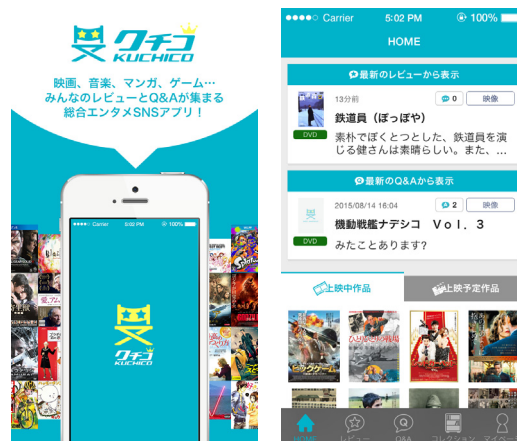 クチコ
KUCHICO
映画、音楽、マンガ、ゲーム…
みんなのレビューとQ&Aが集まる
総合エンタメSNSアプリ！
Carrier 5:02 PM 100%
クチコ
KUCHICO
Carrier 5:02 PM 100%
HOME
最新のレビューから表示
13分前 0 映像
鉄道員（ぽっぽや）
DVD
素朴でぼくとつとした、鉄道員を演
じる健さんは素晴らしい。また、…
最新のQ&Aから表示
2015/08/14 16:04 2 映像
機動戦艦ナデシコ Ｖｏｌ．３
DVD
みたことあります?
上映中作品 上映予定作品
HOME レビュー Q&A コレクション マイペー